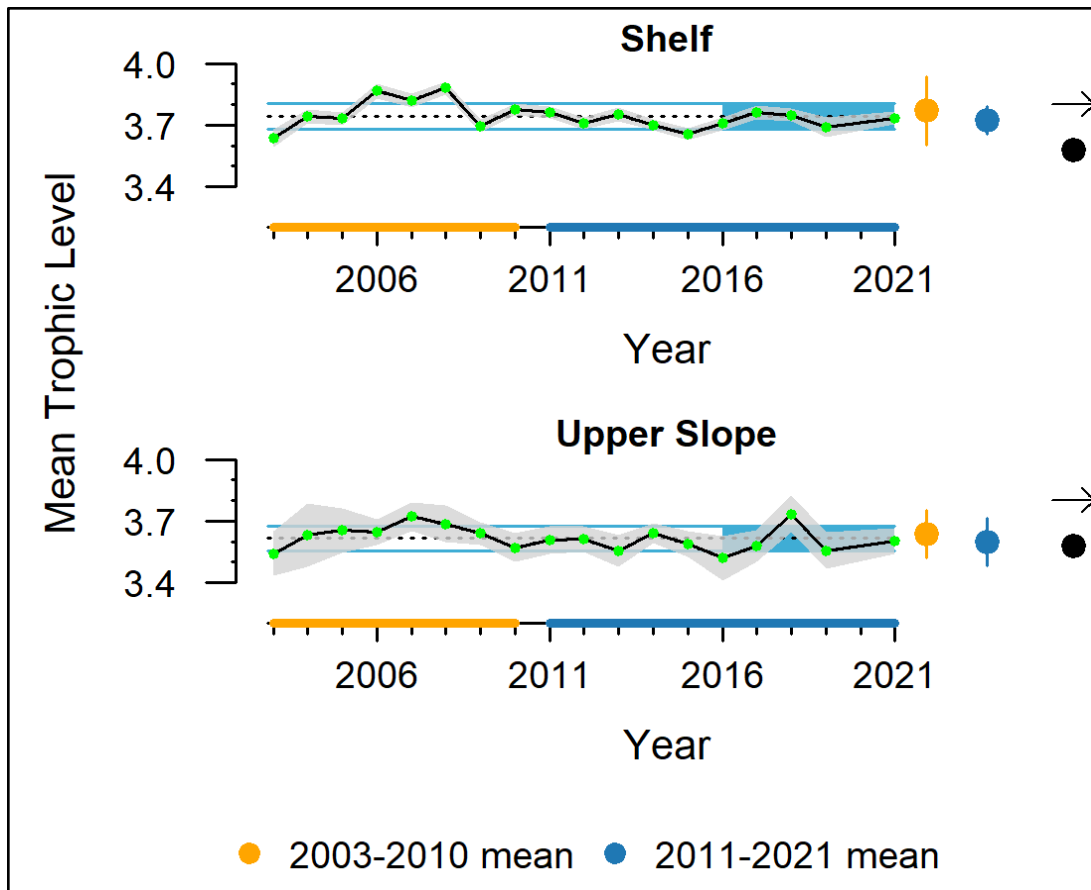 Shelf
Mean Trophic Level
4.0
3.7
3.4
2006 2011 2016 2021
Year
Upper Slope
4.0
3.7
3.4
2006 2011 2016 2021
Year
2003-2010 mean 2011-2021 mean